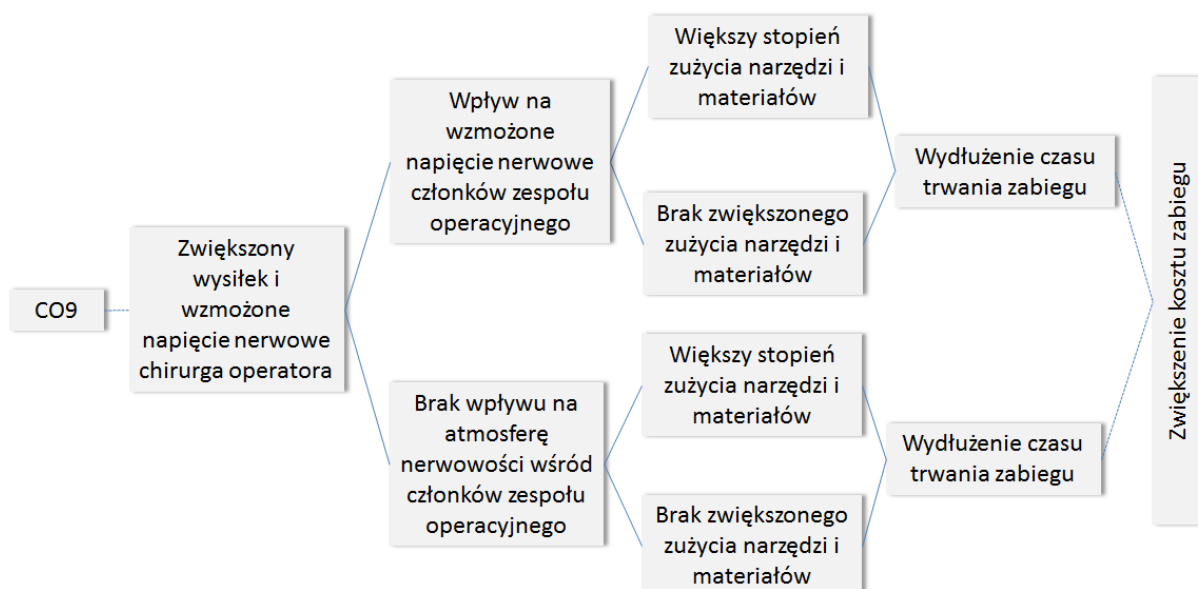 CO9
Zwiększony
wysiłek i
wzmożone
napięcie nerwowe
chirurga operatora
Wpływ na
wzmożone
napięcie nerwowe
członków zespołu
operacyjnego
Brak wpływu na
atmosferę
nerwowości wśród
członków zespołu
operacyjnego
Większy stopień
zużycia narzędzi i
materiałów
Brak zwiększonego
zużycia narzędzi i
materiałów
Większy stopień
zużycia narzędzi i
materiałów
Brak zwiększonego
zużycia narzędzi i
materiałów
Wydłużenie czasu
trwania zabiegu
Wydłużenie czasu
trwania zabiegu
Zwiększenie kosztu zabiegu